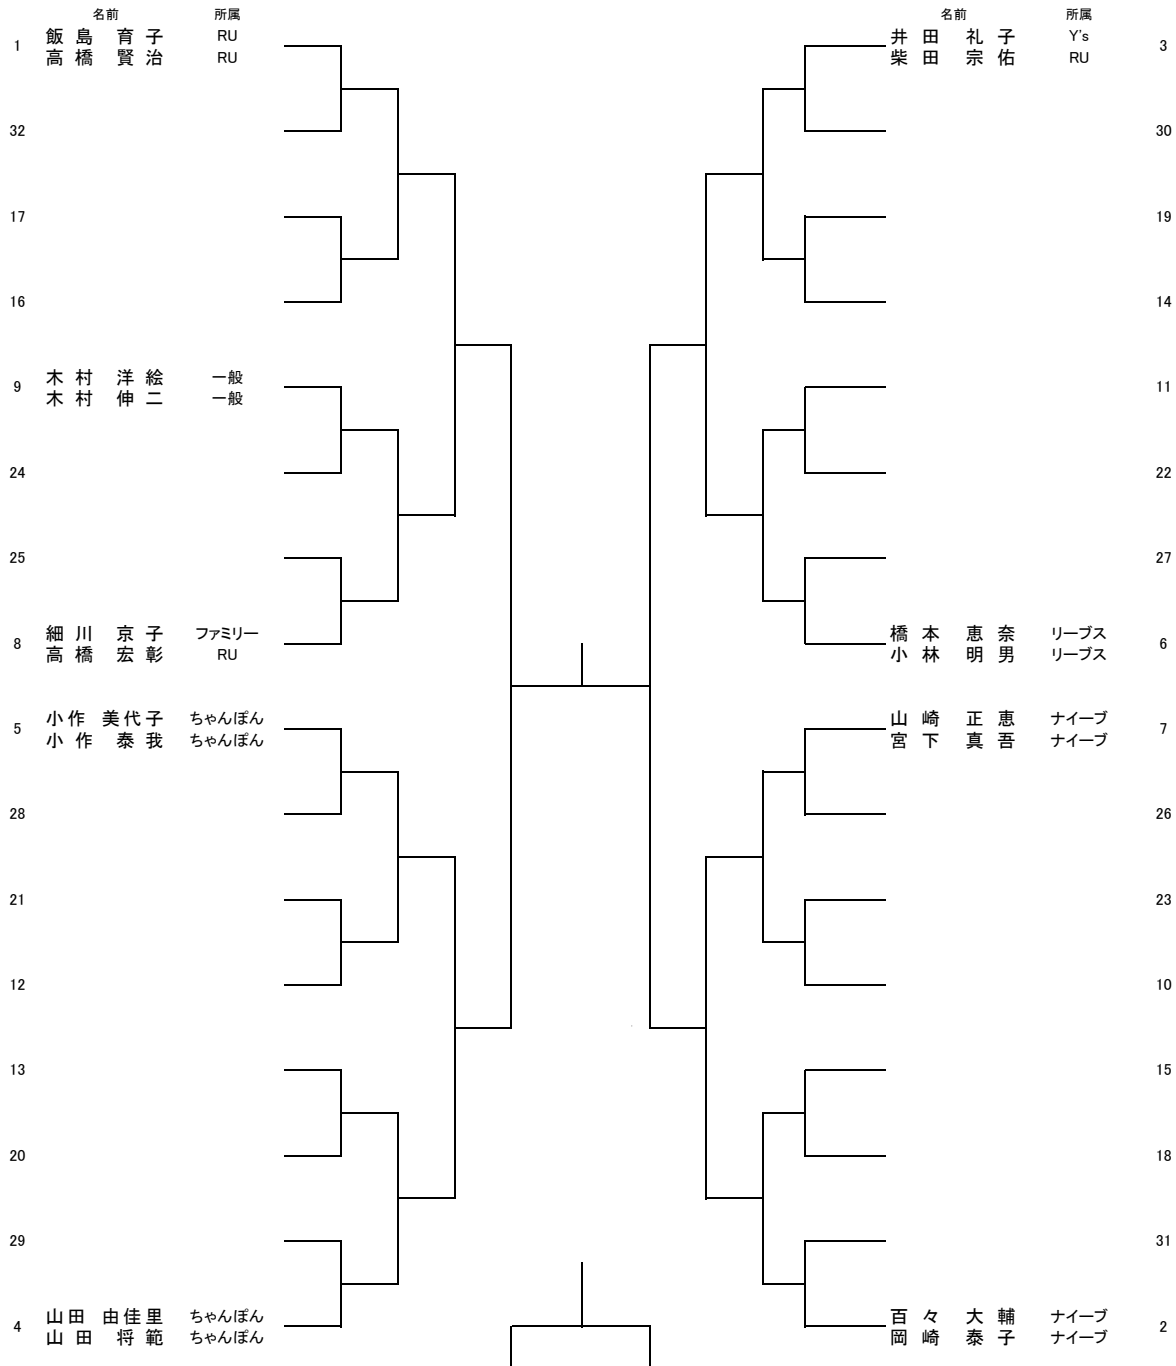 名前 所属
1 飯島 育子 RU
高橋 賢治 RU
32
17
16
9 木村 洋絵 一般
木村 伸二 一般
24
25
8 細川 京子 ファミリー
高橋 宏彰 RU
5 小作 美代子 ちゃんぽん
小作 泰我 ちゃんぽん
28
21
12
13
20
29
4 山田 由佳里 ちゃんぽん
山田 将範 ちゃんぽん
名前 所属
井田 礼子 Y's 3
柴田 宗佑 RU
30
19
14
11
22
27
橋本 恵奈 リーブス 6
小林 明男 リーブス
山崎 正恵 ナイーブ 7
宮下 真吾 ナイーブ
26
23
10
15
18
31
百々 大輔 ナイーブ 2
岡崎 泰子 ナイーブ